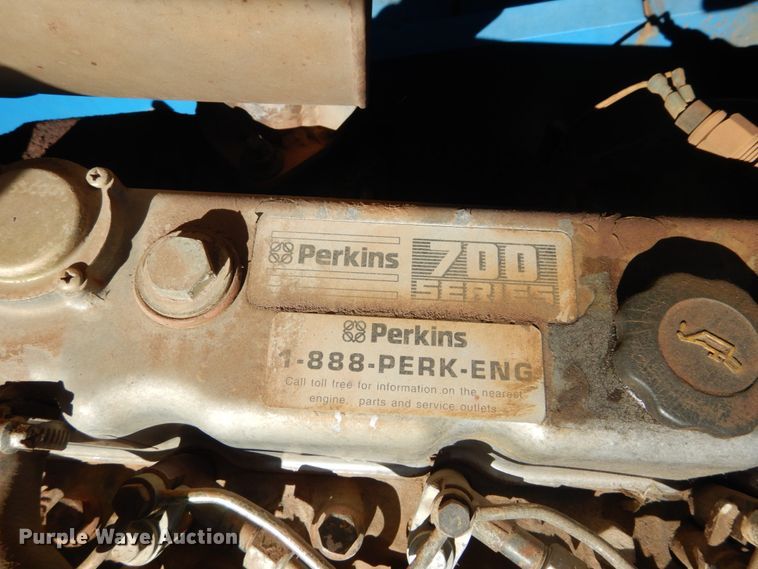 Perkins
700
SERIES
Perkins
1-888-PERK-ENG
Call toll free for information on the nearest
engine, parts and service outlets
Purple Wave Auction